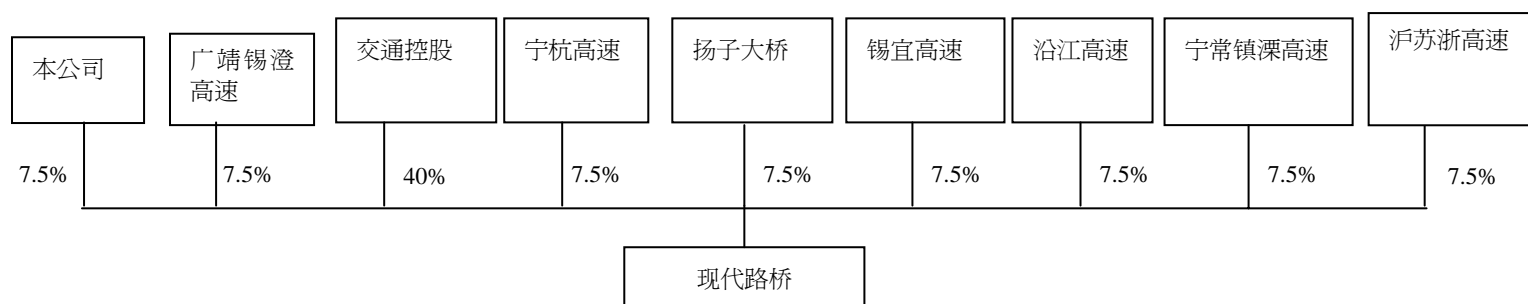 本公司
广靖锡澄
高速
交通控股
宁杭高速
扬子大桥
锡宜高速
沿江高速
宁常镇溧高速
沪苏浙高速
7.5%
7.5%
40%
7.5%
7.5%
7.5%
7.5%
7.5%
7.5%
现代路桥